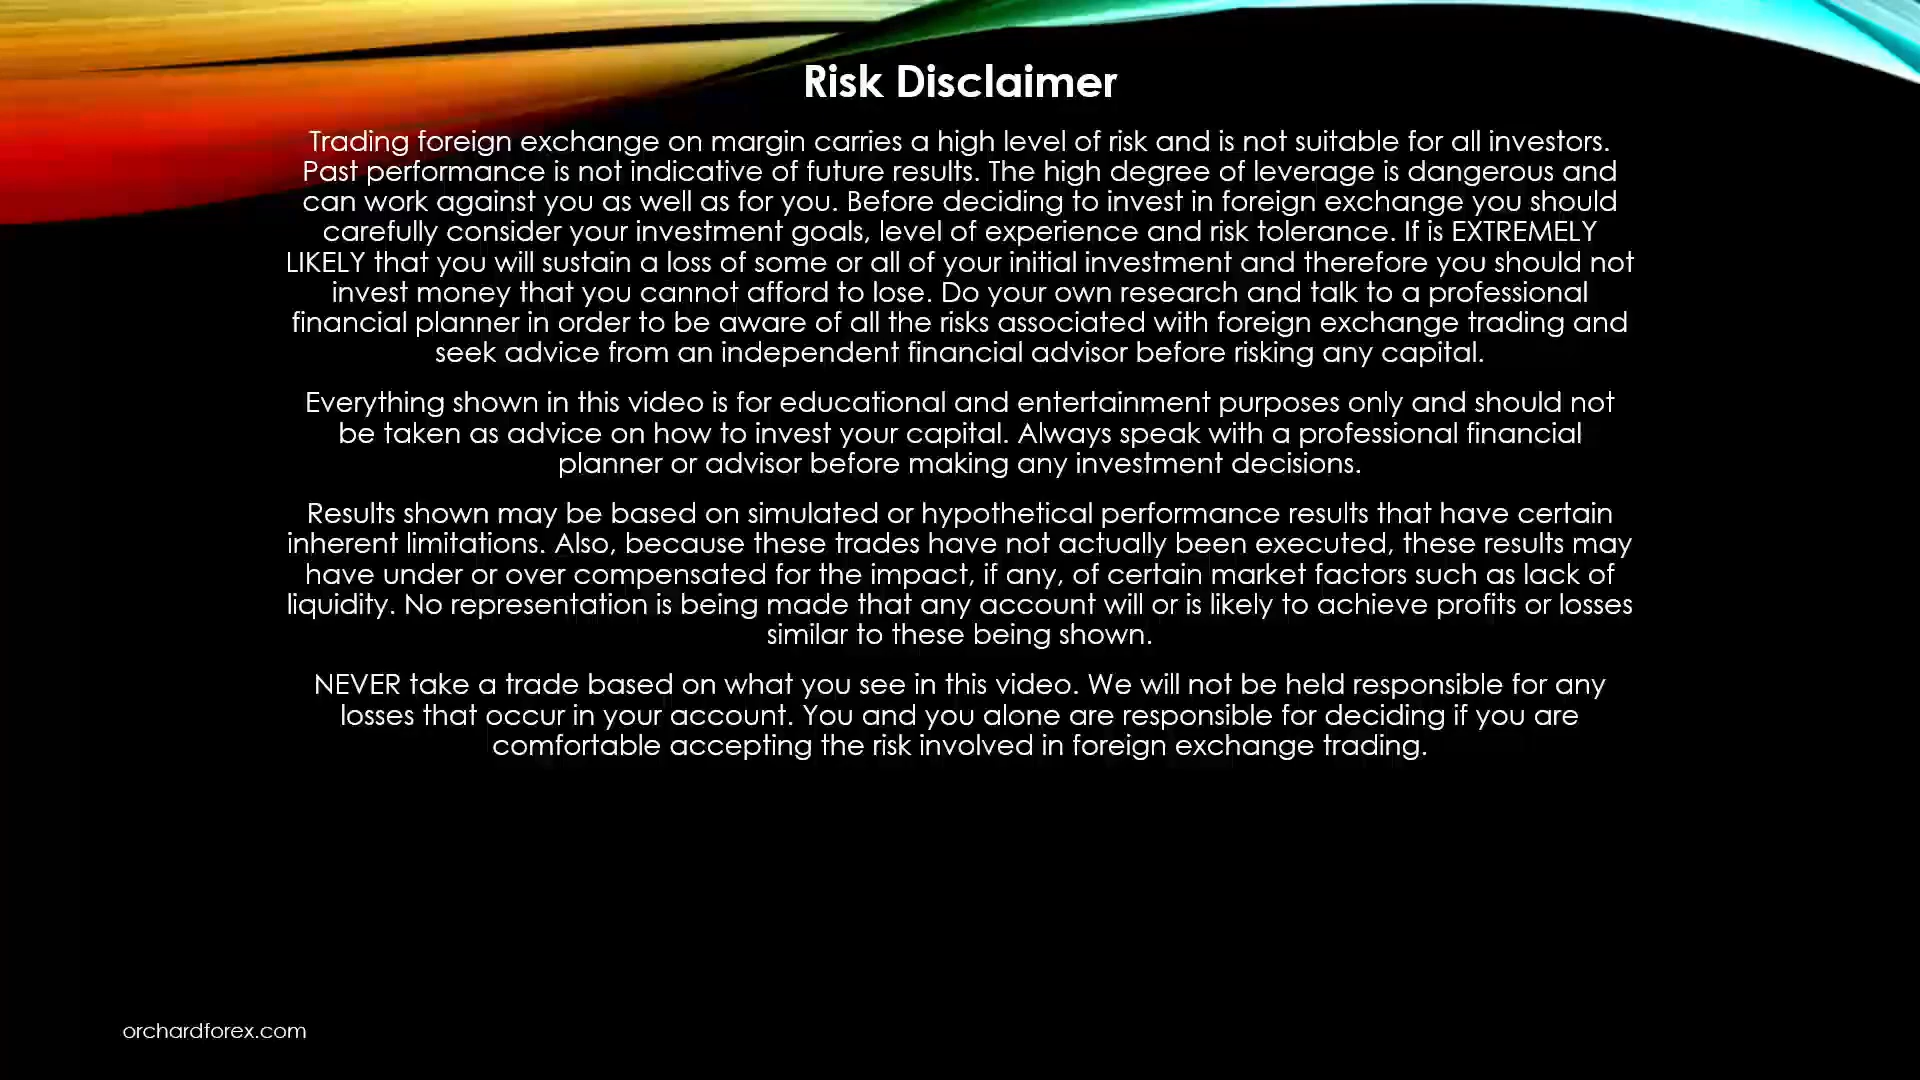 Risk Disclaimer
Trading foreign exchange on margin carries a high level of risk and is not suitable for all investors.
Past performance is not indicative of future results. The high degree of leverage is dangerous and
can work against you as well as for you. Before deciding to invest in foreign exchange you should
carefully consider your investment goals, level of experience and risk tolerance. If is EXTREMELY
LIKELY that you will sustain a loss of some or all of your initial investment and therefore you should not
invest money that you cannot afford to lose. Do your own research and talk to a professional
financial planner in order to be aware of all the risks associated with foreign exchange trading and
seek advice from an independent financial advisor before risking any capital.
Everything shown in this video is for educational and entertainment purposes only and should not
be taken as advice on how to invest your capital. Always speak with a professional financial
planner or advisor before making any investment decisions.
Results shown may be based on simulated or hypothetical performance results that have certain
inherent limitations. Also, because these trades have not actually been executed, these results may
have under or over compensated for the impact, if any, of certain market factors such as lack of
liquidity. No representation is being made that any account will or is likely to achieve profits or losses
similar to these being shown.
NEVER take a trade based on what you see in this video. We will not be held responsible for any
losses that occur in your account. You and you alone are responsible for deciding if you are
comfortable accepting the risk involved in foreign exchange trading.
orchardforex.com